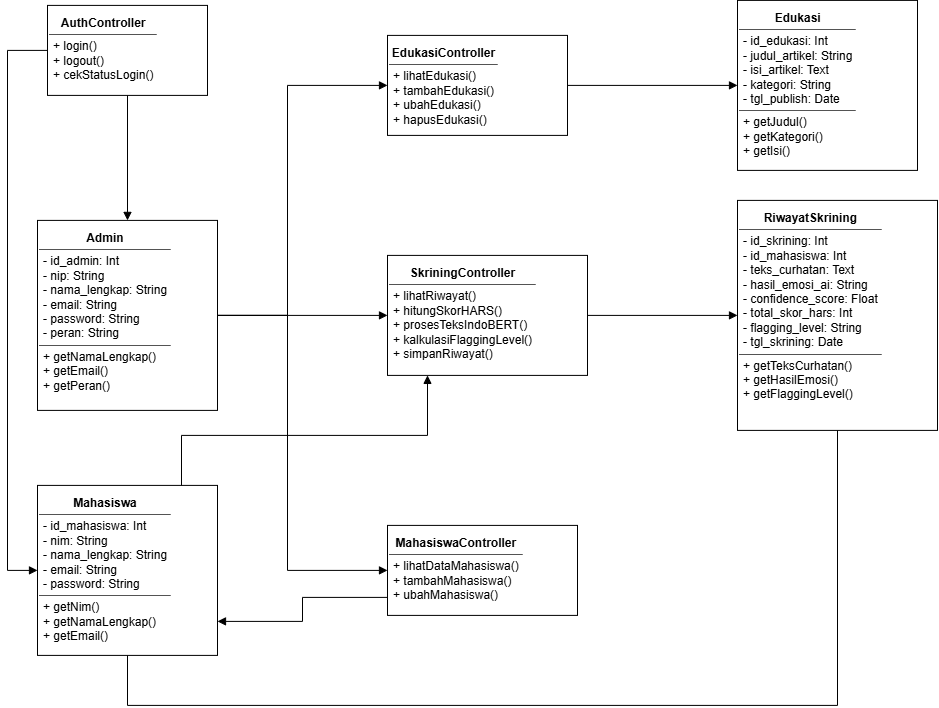 AuthController
+ login()
+ logout()
+ cekStatusLogin()
EdukasiController
+ lihatEdukasi()
+ tambahEdukasi()
+ ubahEdukasi()
+ hapusEdukasi()
Edukasi
- id_edukasi: Int
- judul_artikel: String
- isi_artikel: Text
- kategori: String
- tgl_publish: Date
+ getJudul()
+ getKategori()
+ getIsi()
Admin
- id_admin: Int
- nip: String
- nama_lengkap: String
- email: String
- password: String
- peran: String
+ getNamaLengkap()
+ getEmail()
+ getPeran()
SkriningController
+ lihatRiwayat()
+ hitungSkorHARS()
+ prosesTeksIndoBERT()
+ kalkulasiFlaggingLevel()
+ simpanRiwayat()
RiwayatSkrining
- id_skrining: Int
- id_mahasiswa: Int
- teks_curhatan: Text
- hasil_emosi_ai: String
- confidence_score: Float
- total_skor_hars: Int
- flagging_level: String
- tgl_skrining: Date
+ getTeksCurhatan()
+ getHasilEmosi()
+ getFlaggingLevel()
Mahasiswa
- id_mahasiswa: Int
- nim: String
- nama_lengkap: String
- email: String
- password: String
+ getNim()
+ getNamaLengkap()
+ getEmail()
MahasiswaController
+ lihatDataMahasiswa()
+ tambahMahasiswa()
+ ubahMahasiswa()